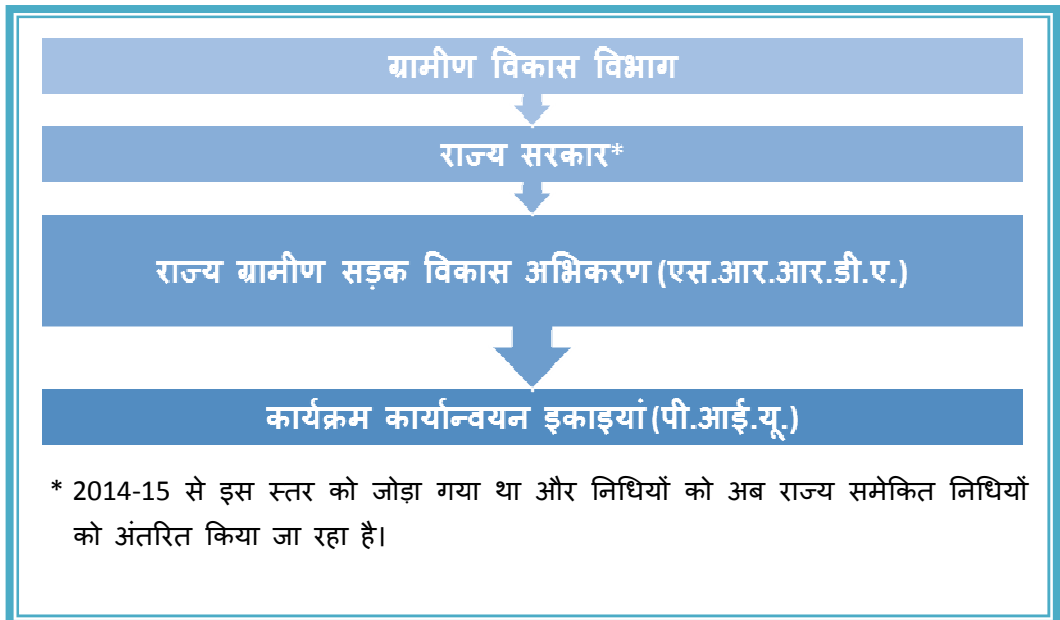 ग्रामीण विकास विभाग
राज्य सरकार*
राज्य ग्रामीण सड़क विकास अभिकरण (एस.आर.आर.डी.ए.)
कार्यक्रम कार्यान्वयन इकाइयां (पी.आई.यू.)
* 2014-15 से इस स्तर को जोड़ा गया था और निधियों को अब राज्य समेकित निधियों
को अंतरित किया जा रहा है।